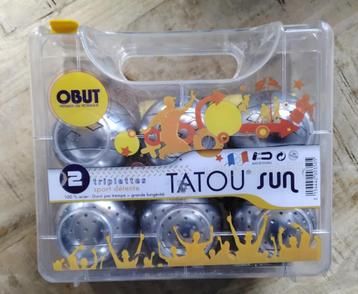 OBUT
2 triplettes
sport détente
TATOU® SUN
100 % acier